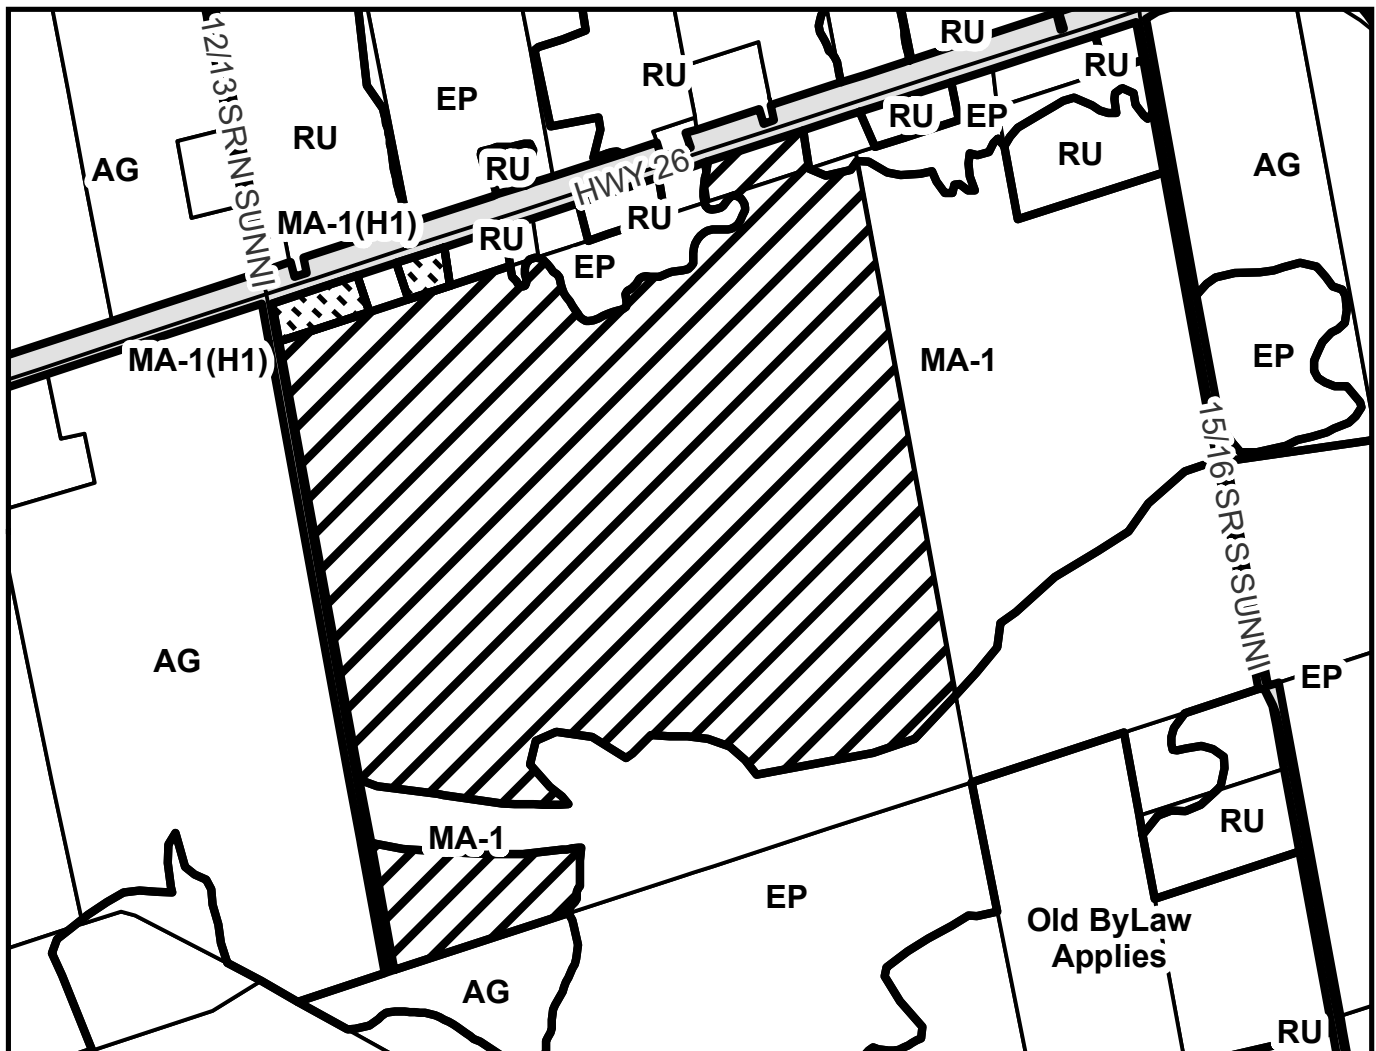 RU
12/13 SR N SUNNI
RU
RU
EP
RU
EP
RU
RU
AG
RU
AG
RU
HWY 26
MA-1(H1)
RU
RU
EP
EP
MA-1(H1)
MA-1
15/16 SR S SUNNI
AG
EP
RU
MA-1
EP
Old ByLaw
Applies
AG
RU